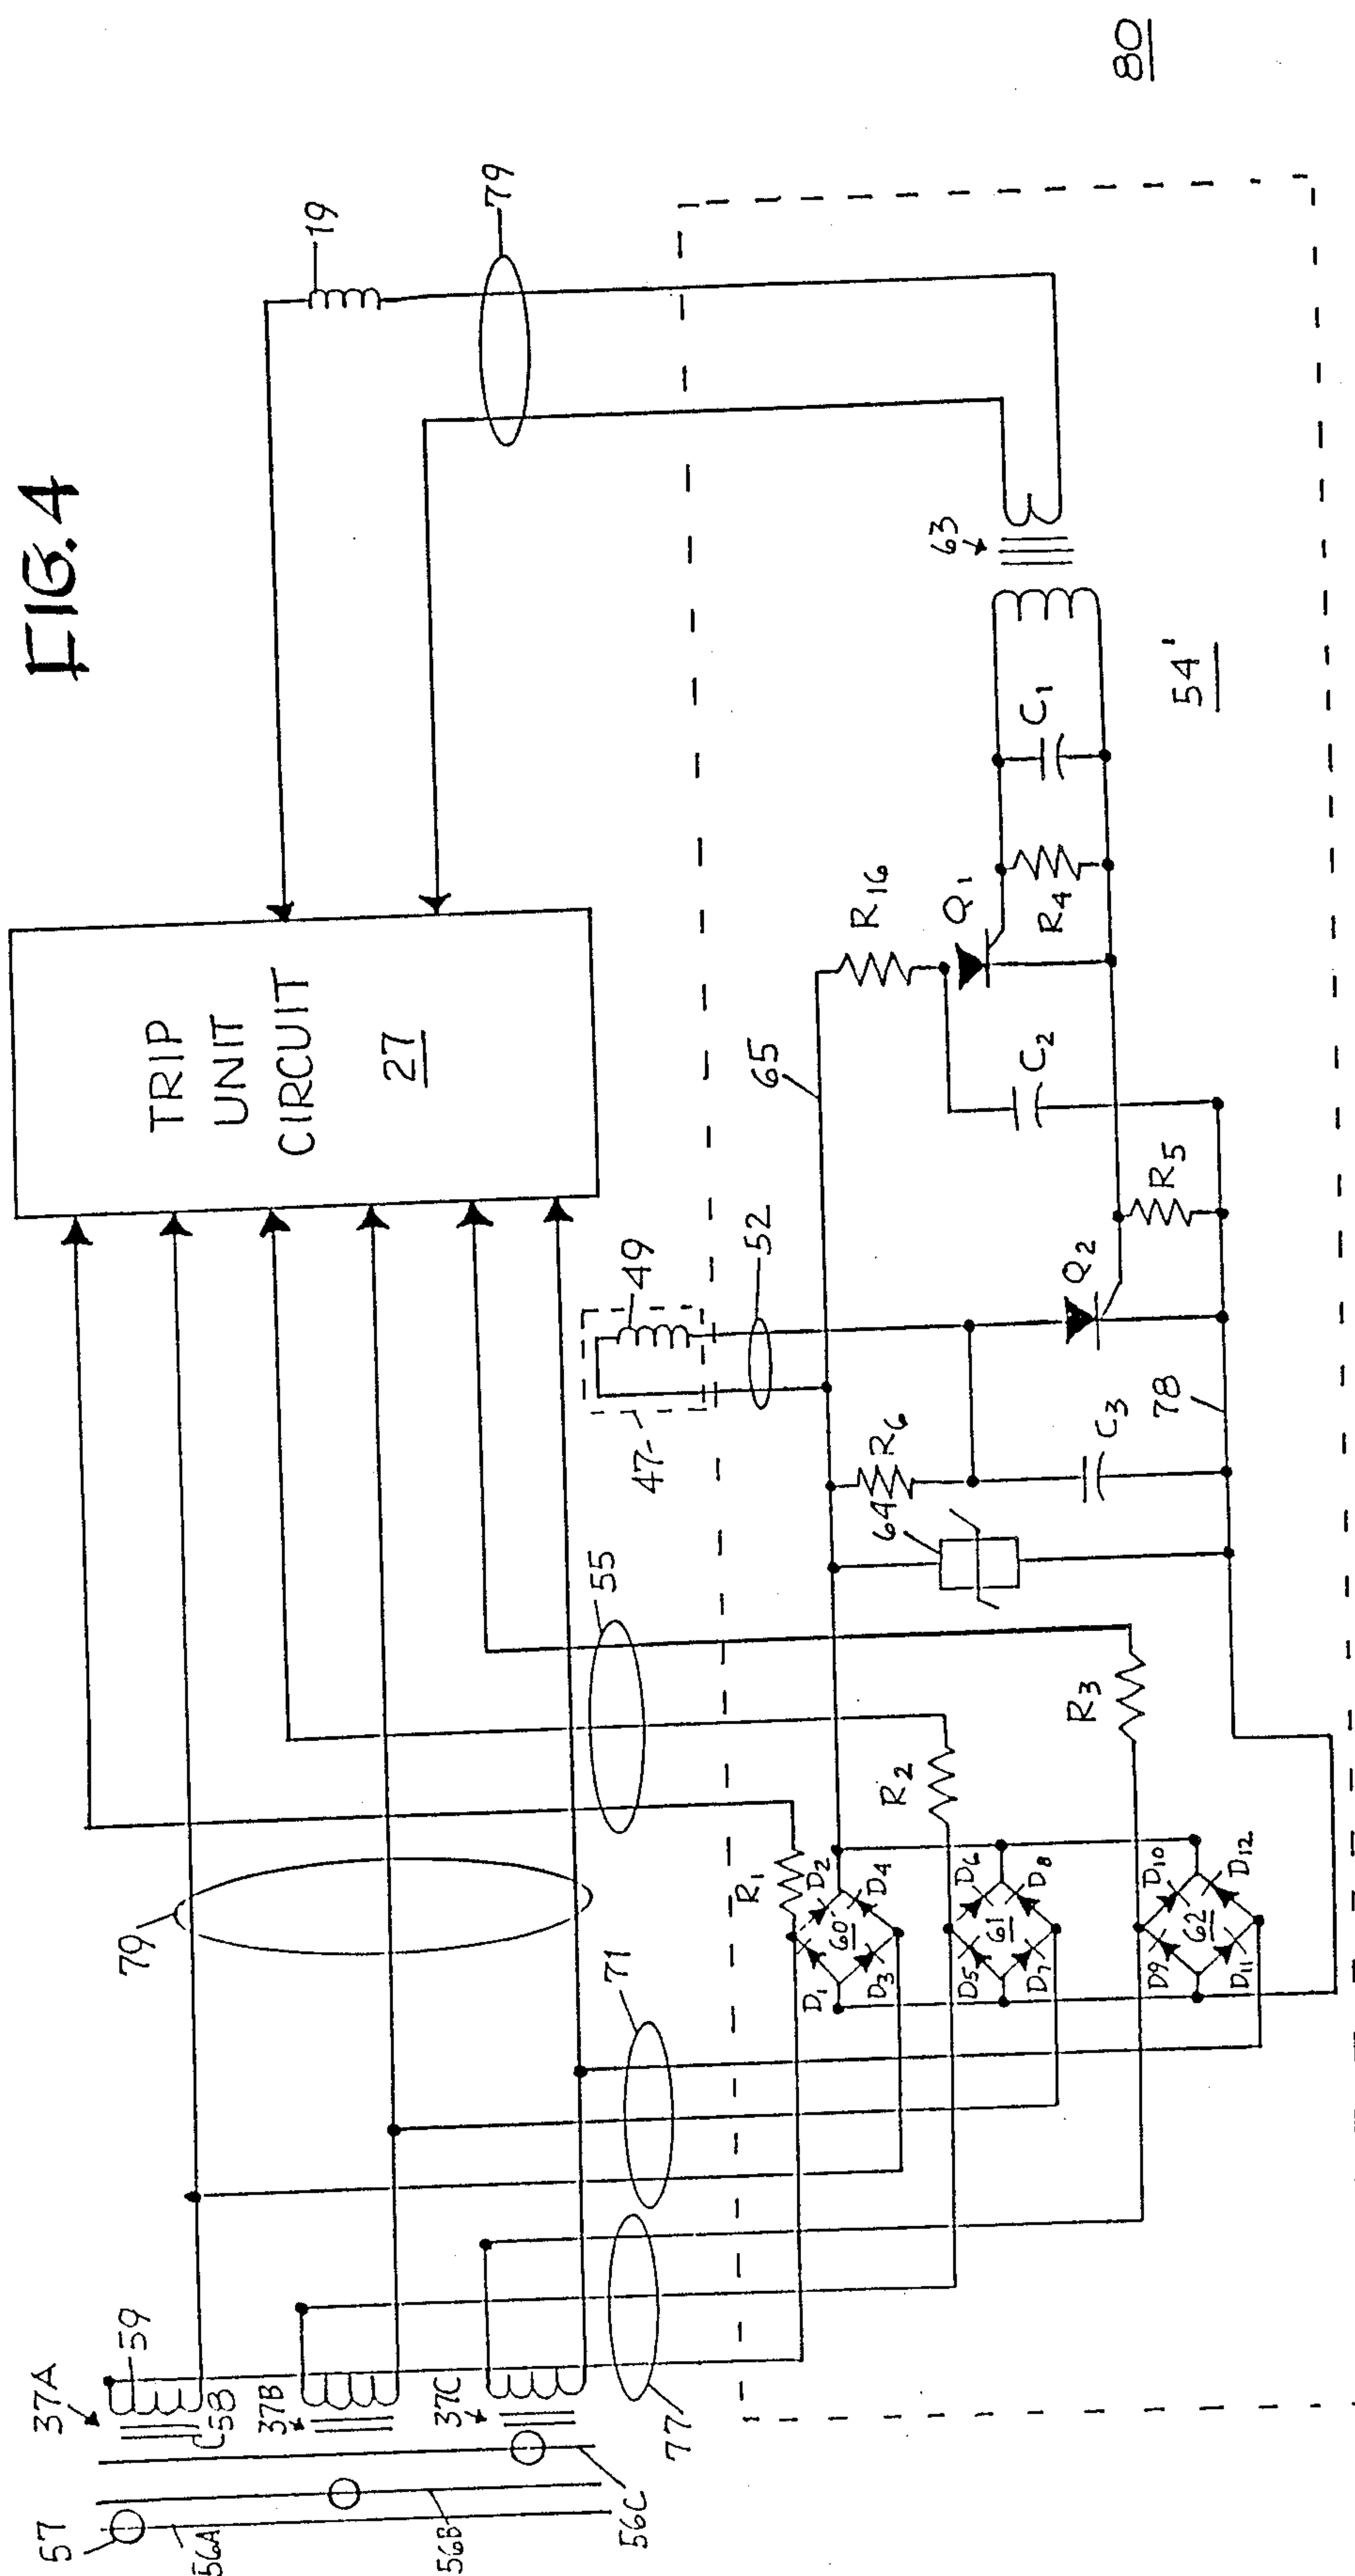 FIG. 4
80
TRIP
UNIT
CIRCUIT
27
19
79
57
56A
56B
56C
37A
59
58
37B
37C
77
71
79
55
47
49
52
65
63
54'
R1
R2
R3
D1
D2
D3
D4
60'
D5
D6
D7
D8
61
D9
D10
D11
D12
62
64
R6
C3
78
Q2
R5
C2
R16
Q1
R4
C1